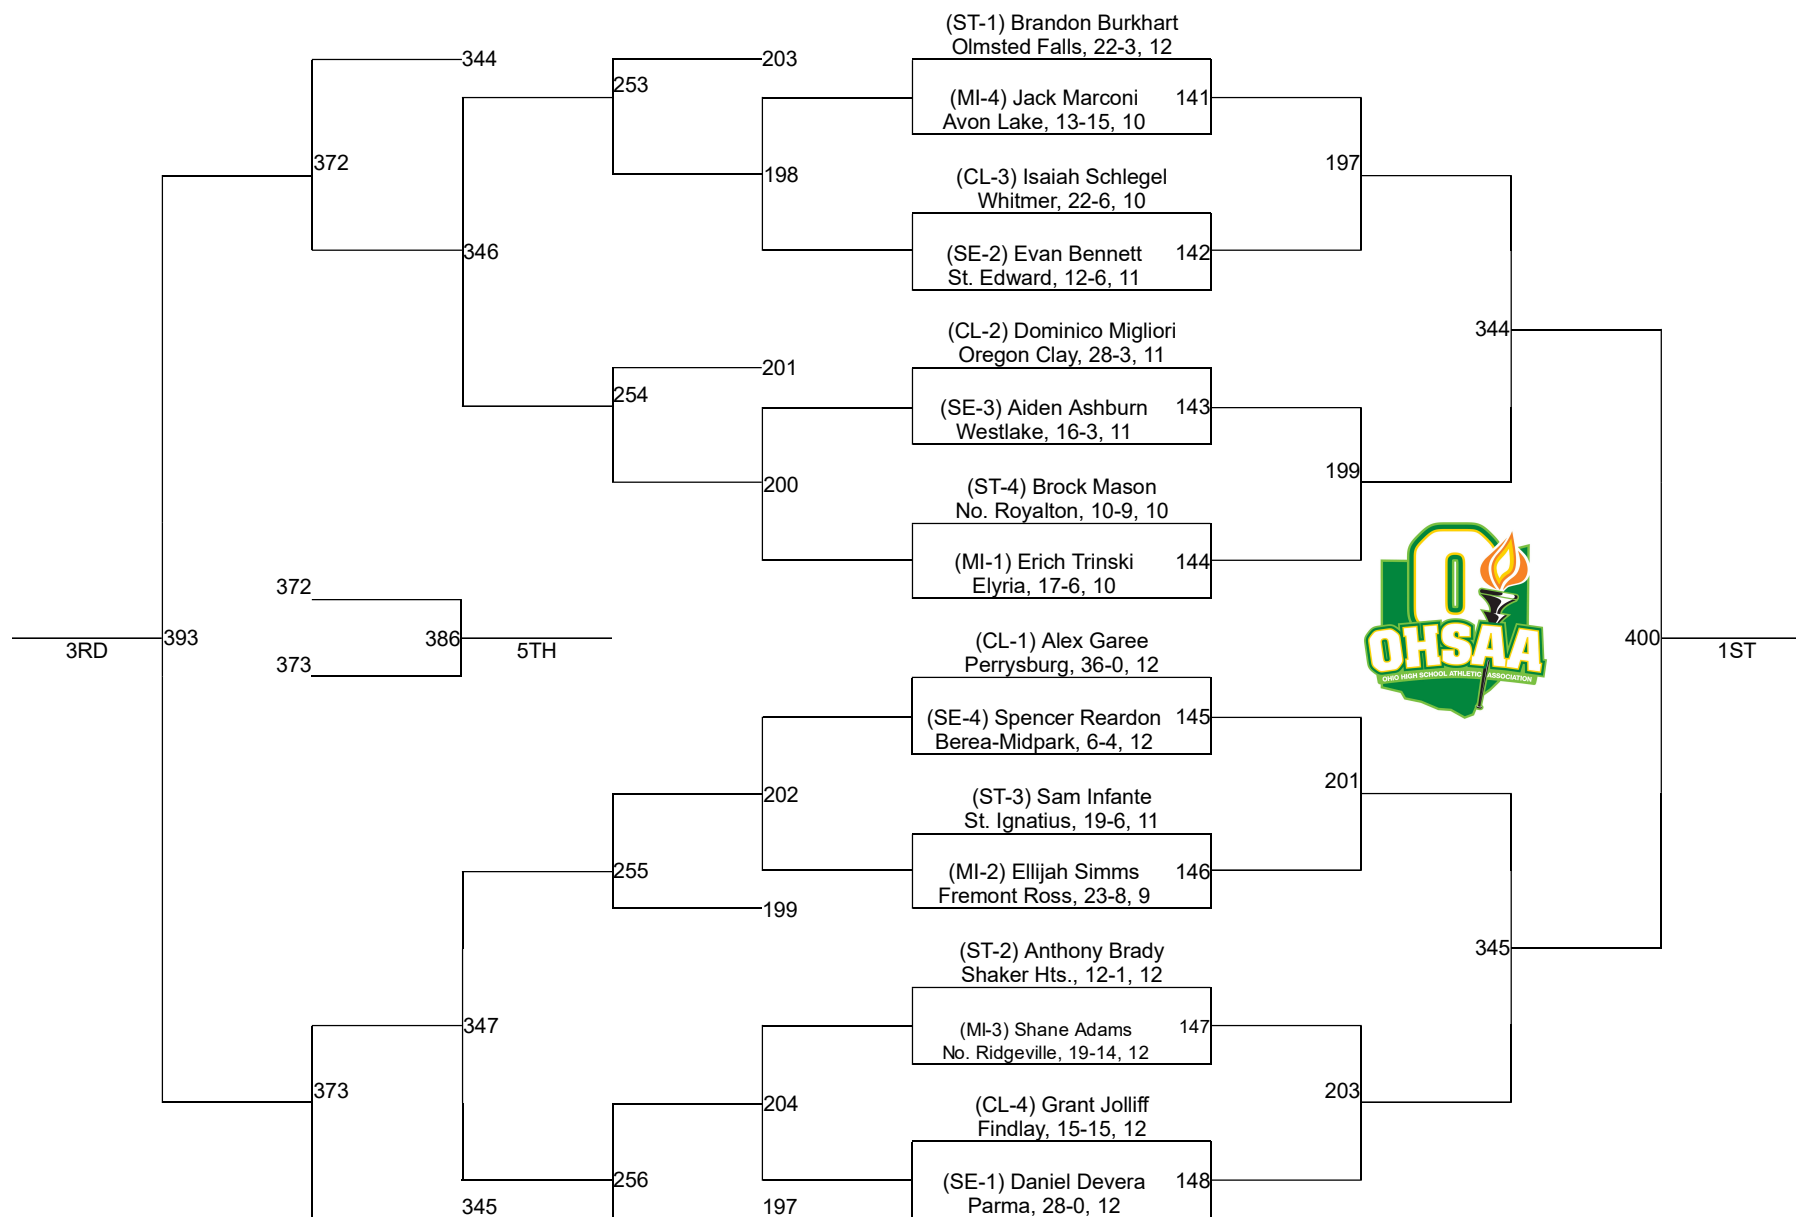 (ST-1) Brandon Burkhart
Olmsted Falls, 22-3, 12
344
203
253
(MI-4) Jack Marconi 141
Avon Lake, 13-15, 10
372
197
198
(CL-3) Isaiah Schlegel
Whitmer, 22-6, 10
346
(SE-2) Evan Bennett 142
St. Edward, 12-6, 11
(CL-2) Dominico Migliori
344
Oregon Clay, 28-3, 11
201
254
(SE-3) Aiden Ashburn 143
Westlake, 16-3, 11
199
200
(ST-4) Brock Mason
No. Royalton, 10-9, 10
(MI-1) Erich Trinski 144
Elyria, 17-6, 10
372
O
OHSAA
OHIO HIGH SCHOOL ATHLETIC ASSOCIATION
3RD
393
386
5TH
373
(CL-1) Alex Garee
Perrysburg, 36-0, 12
400
1ST
(SE-4) Spencer Reardon 145
Berea-Midpark, 6-4, 12
201
202
(ST-3) Sam Infante
St. Ignatius, 19-6, 11
255
(MI-2) Ellijah Simms 146
Fremont Ross, 23-8, 9
199
(ST-2) Anthony Brady
345
Shaker Hts., 12-1, 12
347
(MI-3) Shane Adams 147
No. Ridgeville, 19-14, 12
373
203
204
(CL-4) Grant Jolliff
Findlay, 15-15, 12
256
(SE-1) Daniel Devera 148
Parma, 28-0, 12
345
197